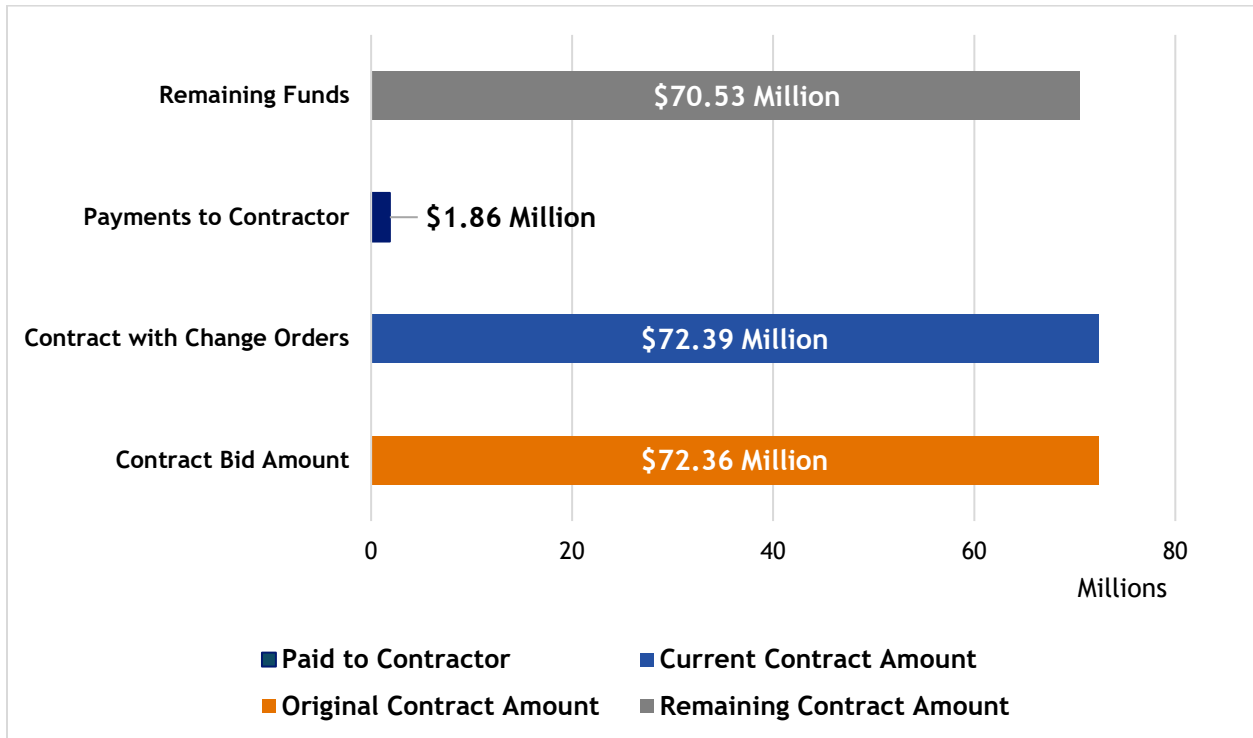 Remaining Funds
$70.53 Million
Payments to Contractor
$1.86 Million
Contract with Change Orders
$72.39 Million
Contract Bid Amount
$72.36 Million
0 20 40 60 80
Millions
Paid to Contractor Current Contract Amount
Original Contract Amount Remaining Contract Amount